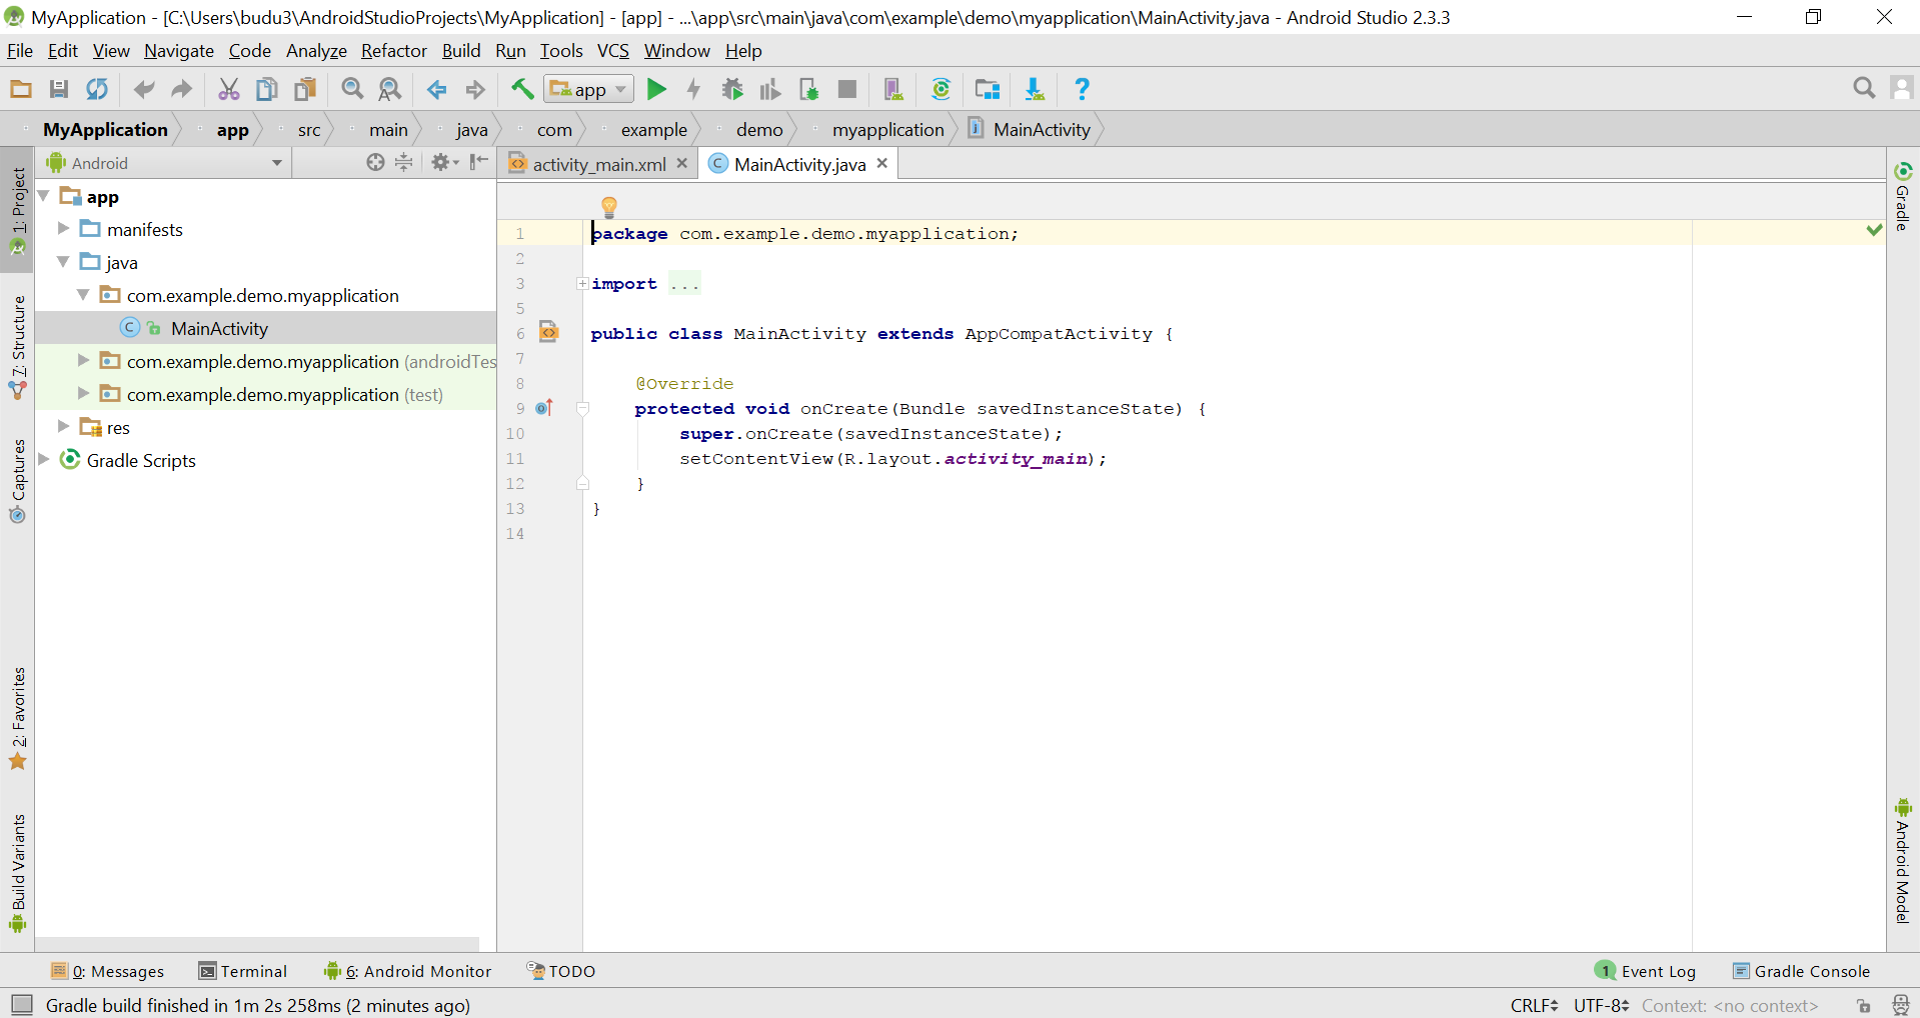 MyApplication - [C:\Users\budu3\AndroidStudioProjects\MyApplication] - [app] - ...\app\src\main\java\com\example\demo\myapplication\MainActivity.java - Android Studio 2.3.3
File Edit View Navigate Code Analyze Refactor Build Run Tools VCS Window Help
app
MyApplication app src main java com example demo myapplication MainActivity
Android
activity_main.xml
MainActivity.java
1: Project
7: Structure
Captures
2: Favorites
Build Variants
app
manifests
java
com.example.demo.myapplication
MainActivity
com.example.demo.myapplication (androidTes
com.example.demo.myapplication (test)
res
Gradle Scripts
1 package com.example.demo.myapplication;
2
3 import ...
5
6 public class MainActivity extends AppCompatActivity {
7
8 @Override
9 protected void onCreate(Bundle savedInstanceState) {
10 super.onCreate(savedInstanceState);
11 setContentView(R.layout.activity_main);
12 }
13 }
14
Gradle
Android Model
0: Messages Terminal 6: Android Monitor TODO 1 Event Log Gradle Console
Gradle build finished in 1m 2s 258ms (2 minutes ago) CRLF UTF-8 Context: <no context>